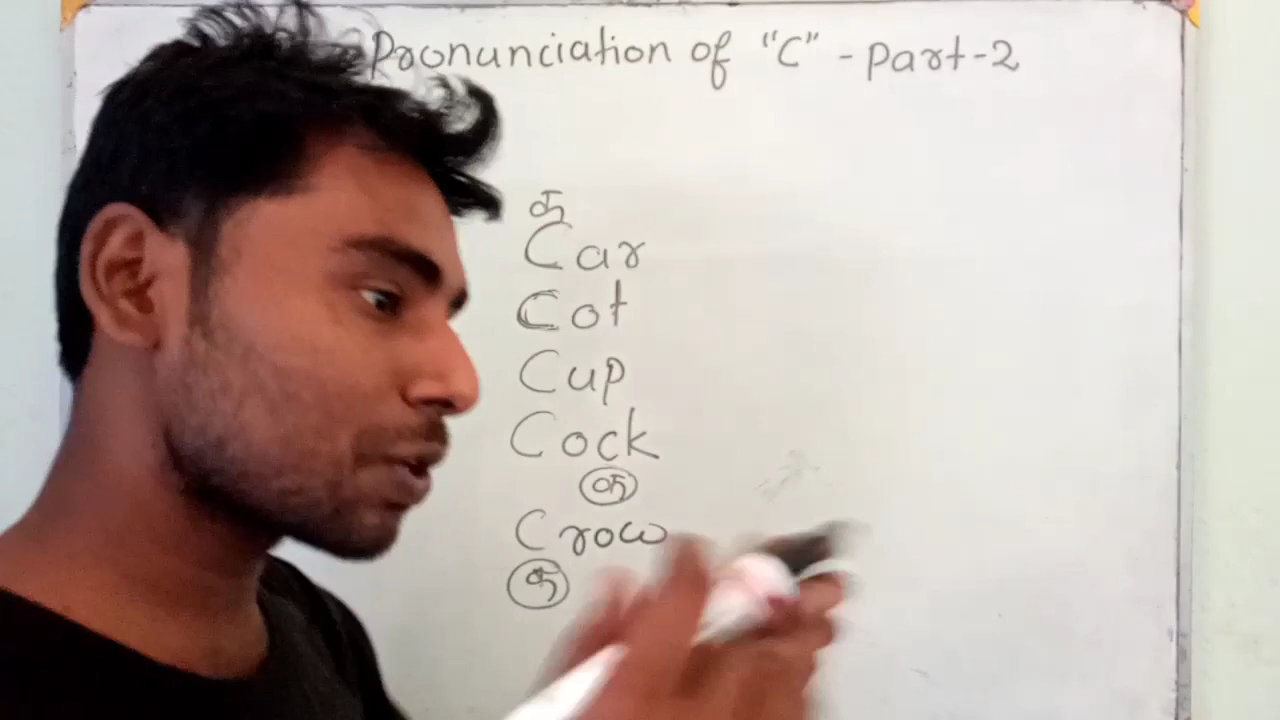 Pronunciation of "C" - Part-2
क
Car
Cot
Cup
Cock
क
Crow
क